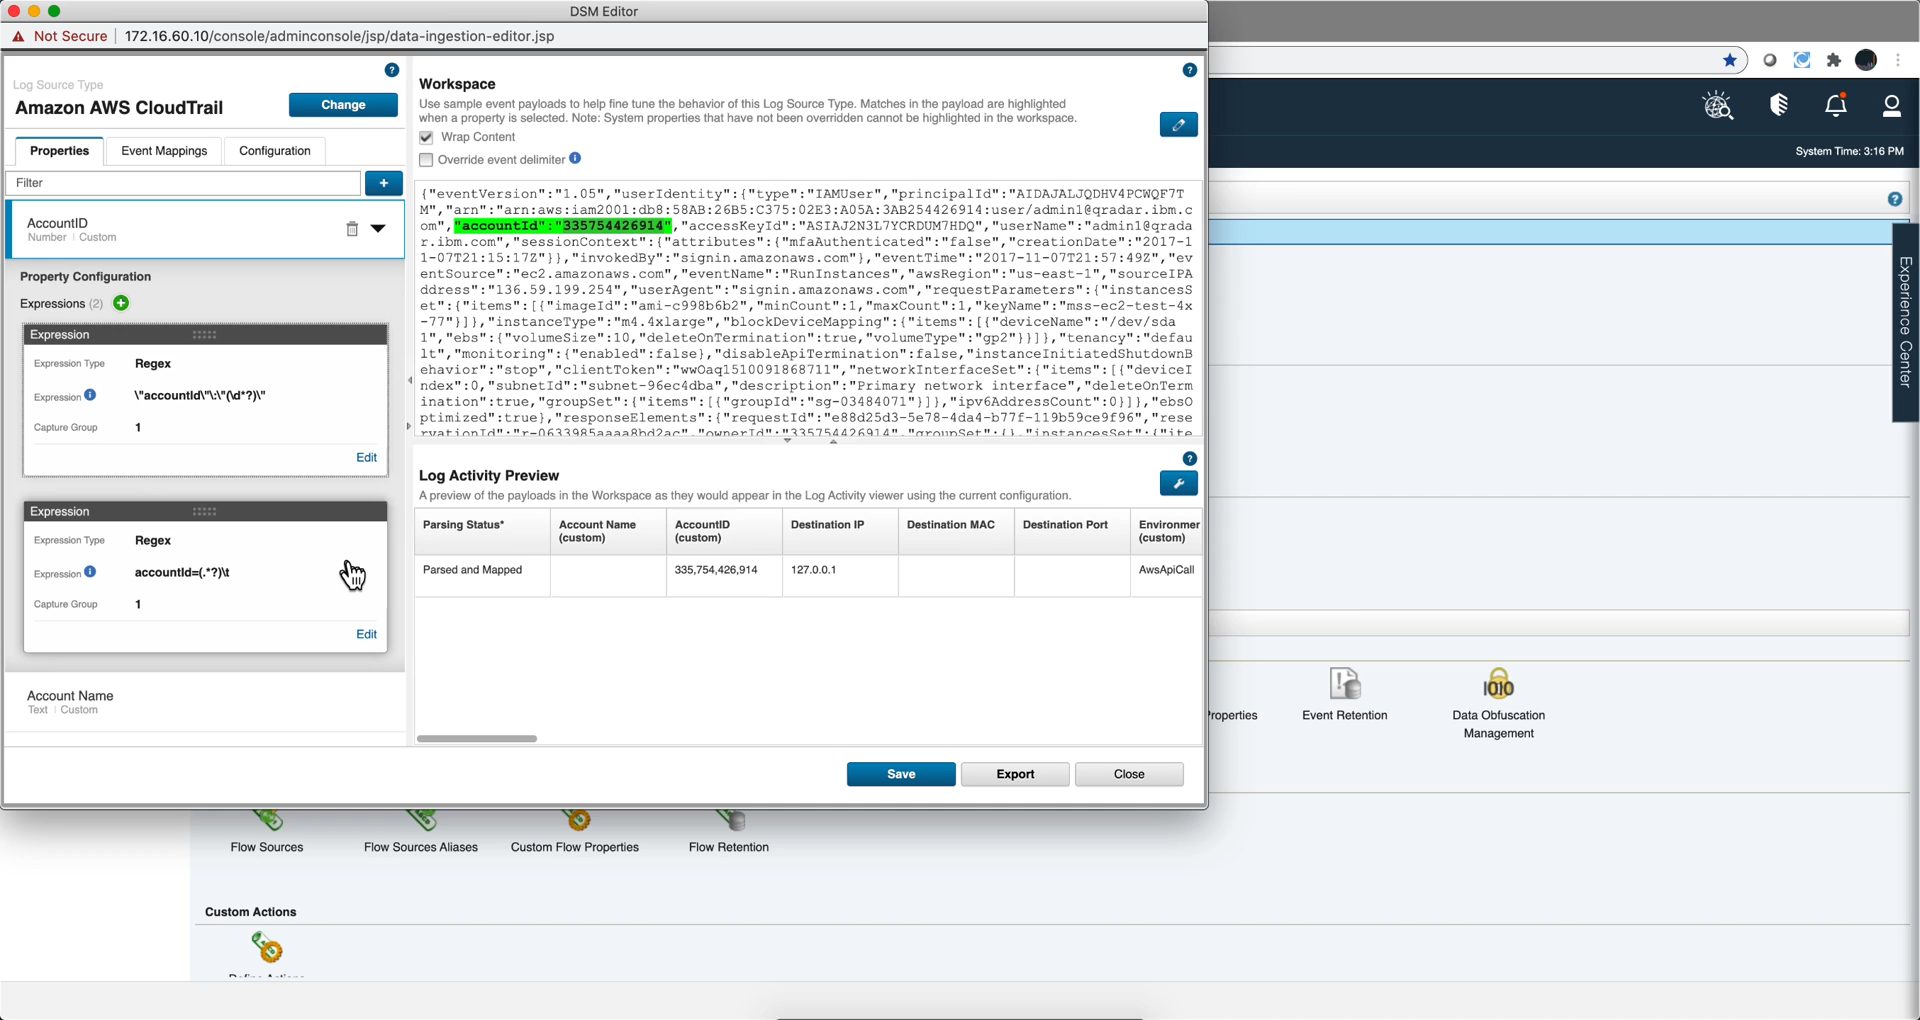 DSM Editor
Not Secure
172.16.60.10/console/adminconsole/jsp/data-ingestion-editor.jsp
Log Source Type
Amazon AWS CloudTrail
Change
Properties
Event Mappings
Configuration
Filter
+
AccountID
Number | Custom
Property Configuration
Expressions (2)
Expression
Expression Type Regex
Expression \"accountId\"\:\"(\d*?)\"
Capture Group 1
Edit
Expression
Expression Type Regex
Expression accountId=(.*?)\t
Capture Group 1
Edit
Account Name
Text | Custom
Workspace
Use sample event payloads to help fine tune the behavior of this Log Source Type. Matches in the payload are highlighted
when a property is selected. Note: System properties that have not been overridden cannot be highlighted in the workspace.
Wrap Content
Override event delimiter
{"eventVersion":"1.05","userIdentity":{"type":"IAMUser","principalId":"AIDAJALJQDHV4PCWQF7T
M","arn":"arn:aws:iam2001:db8:58AB:26B5:C375:02E3:A05A:3AB254426914:user/admin1@qradar.ibm.c
om","accountId":"335754426914","accessKeyId":"ASIAJ2N3L7YCRDUM7HDQ","userName":"admin1@qrada
r.ibm.com","sessionContext":{"attributes":{"mfaAuthenticated":"false","creationDate":"2017-1
1-07T21:15:17Z"}},"invokedBy":"signin.amazonaws.com"},"eventTime":"2017-11-07T21:57:49Z","ev
entSource":"ec2.amazonaws.com","eventName":"RunInstances","awsRegion":"us-east-1","sourceIPA
ddress":"136.59.199.254","userAgent":"signin.amazonaws.com","requestParameters":{"instancesS
et":{"items":[{"imageId":"ami-c998b6b2","minCount":1,"maxCount":1,"keyName":"mss-ec2-test-4x
-77"}]},"instanceType":"m4.4xlarge","blockDeviceMapping":{"items":[{"deviceName":"/dev/sda
1","ebs":{"volumeSize":10,"deleteOnTermination":true,"volumeType":"gp2"}}]},"tenancy":"defau
lt","monitoring":{"enabled":false},"disableApiTermination":false,"instanceInitiatedShutdownB
ehavior":"stop","clientToken":"wwOaq1510091868711","networkInterfaceSet":{"items":[{"deviceI
ndex":0,"subnetId":"subnet-96ec4dba","description":"Primary network interface","deleteOnTerm
ination":true,"groupSet":{"items":[{"groupId":"sg-03484071"}]},"ipv6AddressCount":0}]},"ebsO
ptimized":true},"responseElements":{"requestId":"e88d25d3-5e78-4da4-b77f-119b59ce9f96","rese
rvationId":"r-0633985aaaa8bd2ac","ownerId":"335754426914","groupSet":{},"instancesSet":{"ite
Log Activity Preview
A preview of the payloads in the Workspace as they would appear in the Log Activity viewer using the current configuration.
Parsing Status*
Account Name (custom)
AccountID (custom)
Destination IP
Destination MAC
Destination Port
Environmer (custom)
Parsed and Mapped
335,754,426,914
127.0.0.1
AwsApiCall
Save
Export
Close
System Time: 3:16 PM
Experience Center
Properties
Event Retention
Data Obfuscation
Management
1010
Flow Sources
Flow Sources Aliases
Custom Flow Properties
Flow Retention
Custom Actions
Define Actions